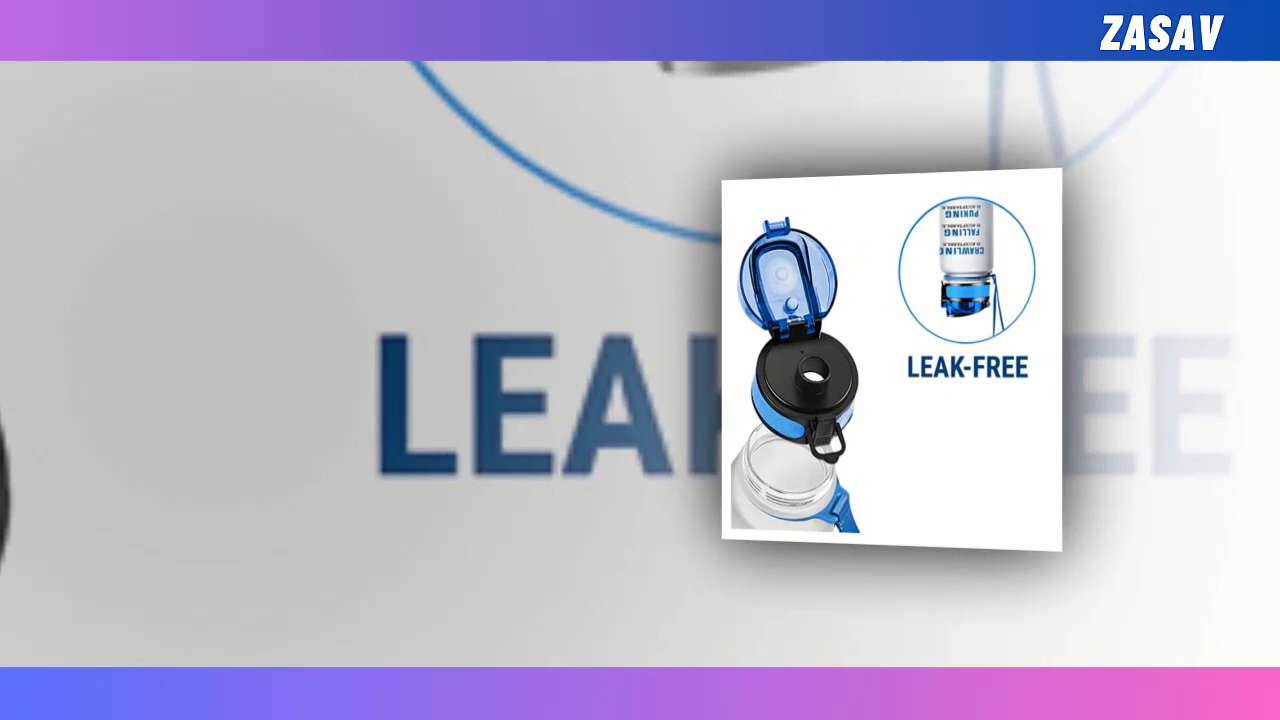 ZASAV
LEAK-FREE
PUKING
FALLING
CRAWLING
LEAK-FREE